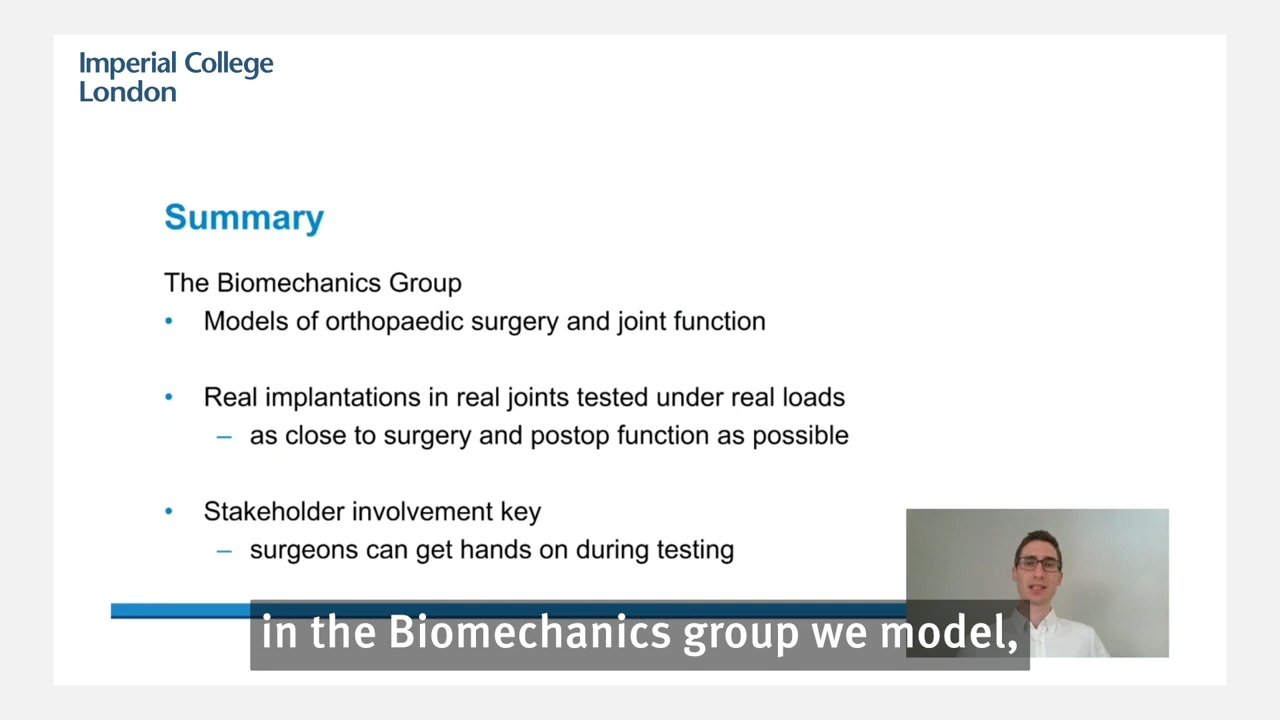 Imperial College
London
Summary
The Biomechanics Group
• Models of orthopaedic surgery and joint function
• Real implantations in real joints tested under real loads
– as close to surgery and postop function as possible
• Stakeholder involvement key
– surgeons can get hands on during testing
in the Biomechanics group we model,